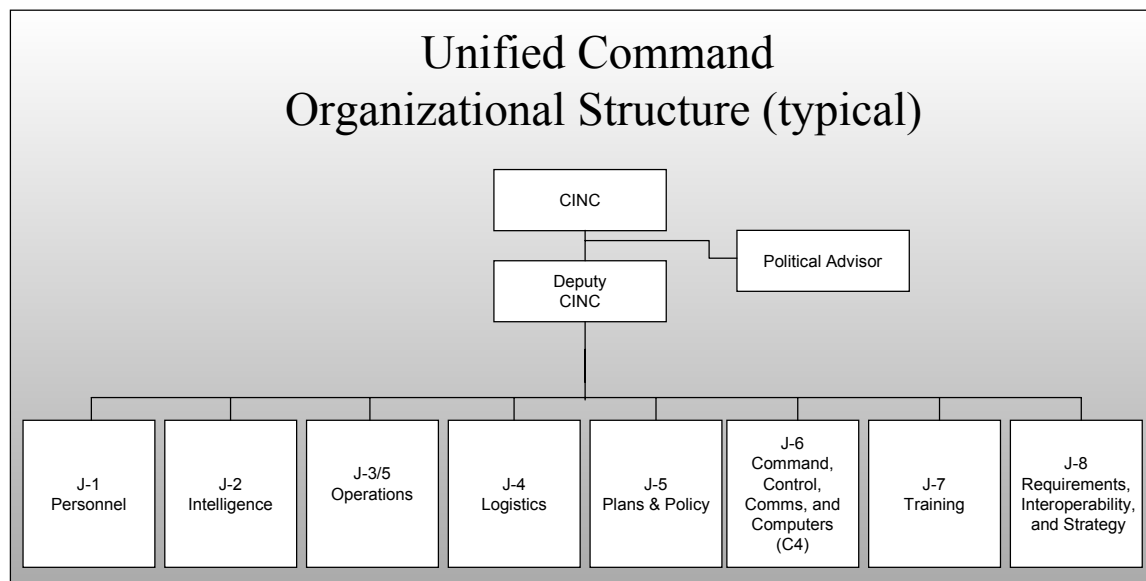 Unified Command
Organizational Structure (typical)
CINC
Political Advisor
Deputy
CINC
J-1
Personnel
J-2
Intelligence
J-3/5
Operations
J-4
Logistics
J-5
Plans & Policy
J-6
Command,
Control,
Comms, and
Computers
(C4)
J-7
Training
J-8
Requirements,
Interoperability,
and Strategy